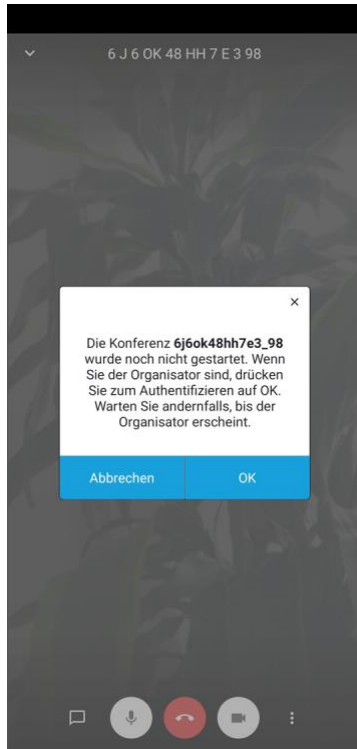 6 J 6 OK 48 HH 7 E 3 98
×
Die Konferenz 6j6ok48hh7e3_98
wurde noch nicht gestartet. Wenn
Sie der Organisator sind, drücken
Sie zum Authentifizieren auf OK.
Warten Sie andernfalls, bis der
Organisator erscheint.
Abbrechen OK